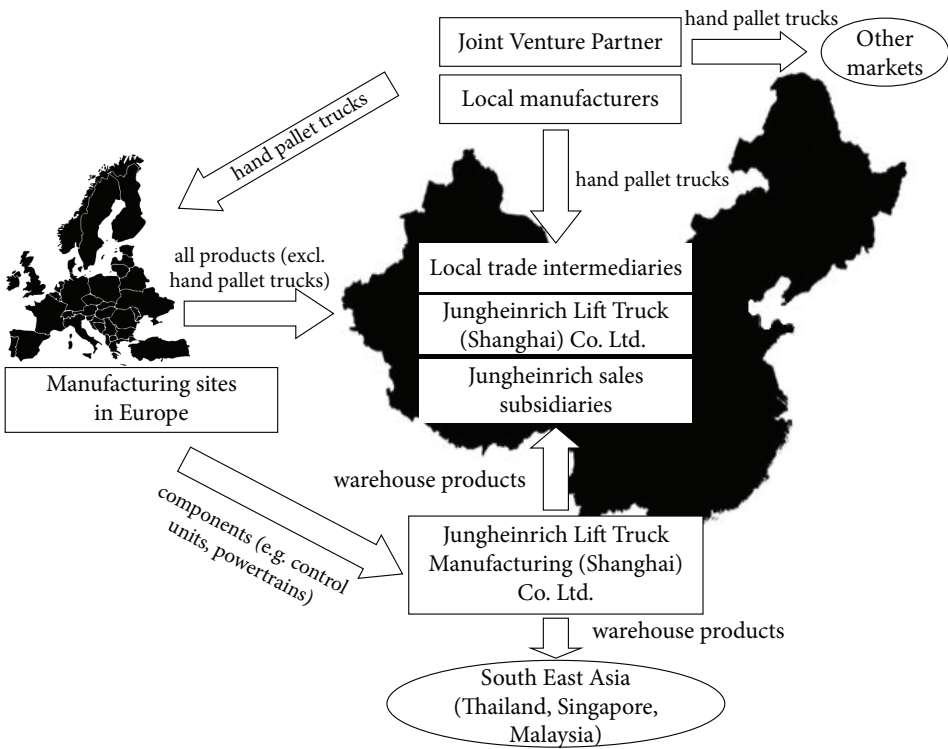 hand pallet trucks
Joint Venture Partner
Other
markets
Local manufacturers
hand pallet trucks
hand pallet trucks
all products (excl.
hand pallet trucks)
Local trade intermediaries
Jungheinrich Lift Truck
(Shanghai) Co. Ltd.
Jungheinrich sales
subsidiaries
Manufacturing sites
in Europe
warehouse products
components (e.g. control
units, powertrains)
Jungheinrich Lift Truck
Manufacturing (Shanghai)
Co. Ltd.
warehouse products
South East Asia
(Thailand, Singapore,
Malaysia)